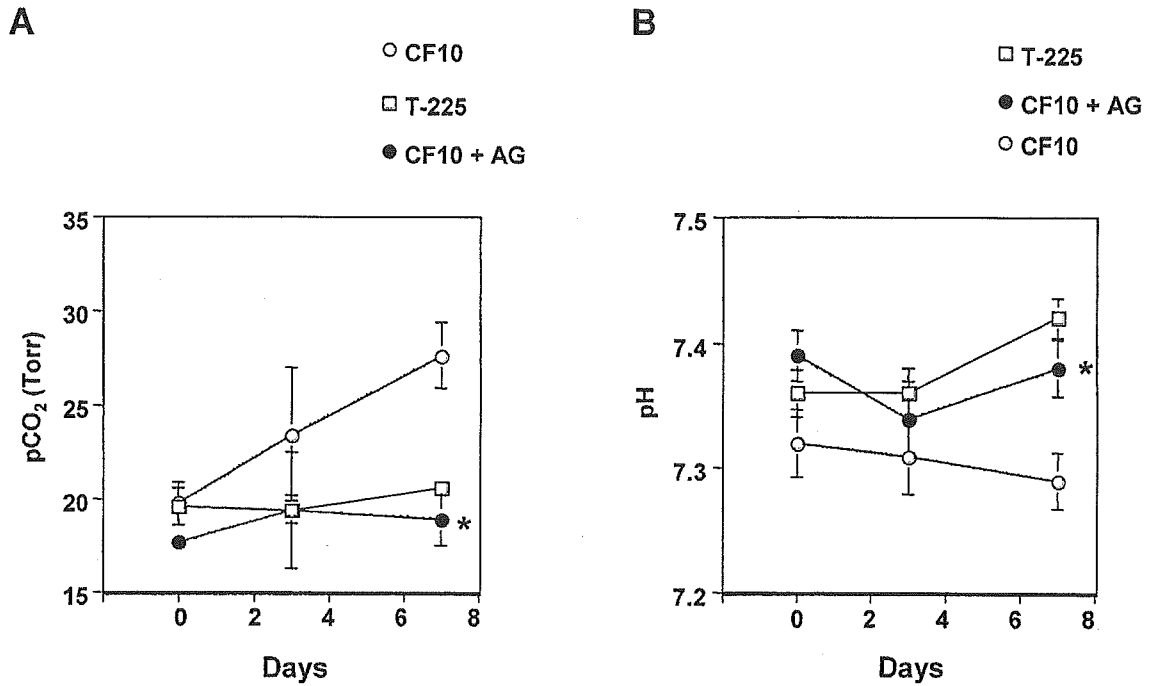 A
CF10
T-225
CF10 + AG
35
30
25
20
15
pCO2 (Torr)
*
0 2 4 6 8
Days
B
T-225
CF10 + AG
CF10
7.5
7.4
7.3
7.2
pH
*
0 2 4 6 8
Days